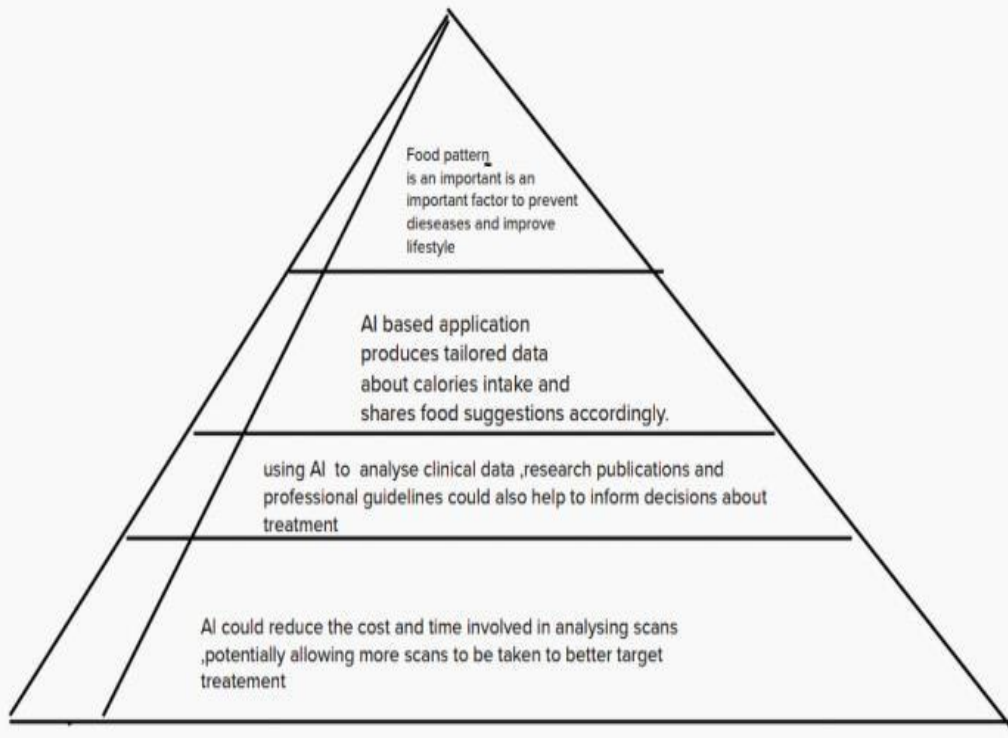 Food pattern
is an important is an
important factor to prevent
dieseases and improve
lifestyle
AI based application
produces tailored data
about calories intake and
shares food suggestions accordingly.
using AI to analyse clinical data ,research publications and
professional guidelines could also help to inform decisions about
treatment
AI could reduce the cost and time involved in analysing scans
,potentially allowing more scans to be taken to better target
treatement